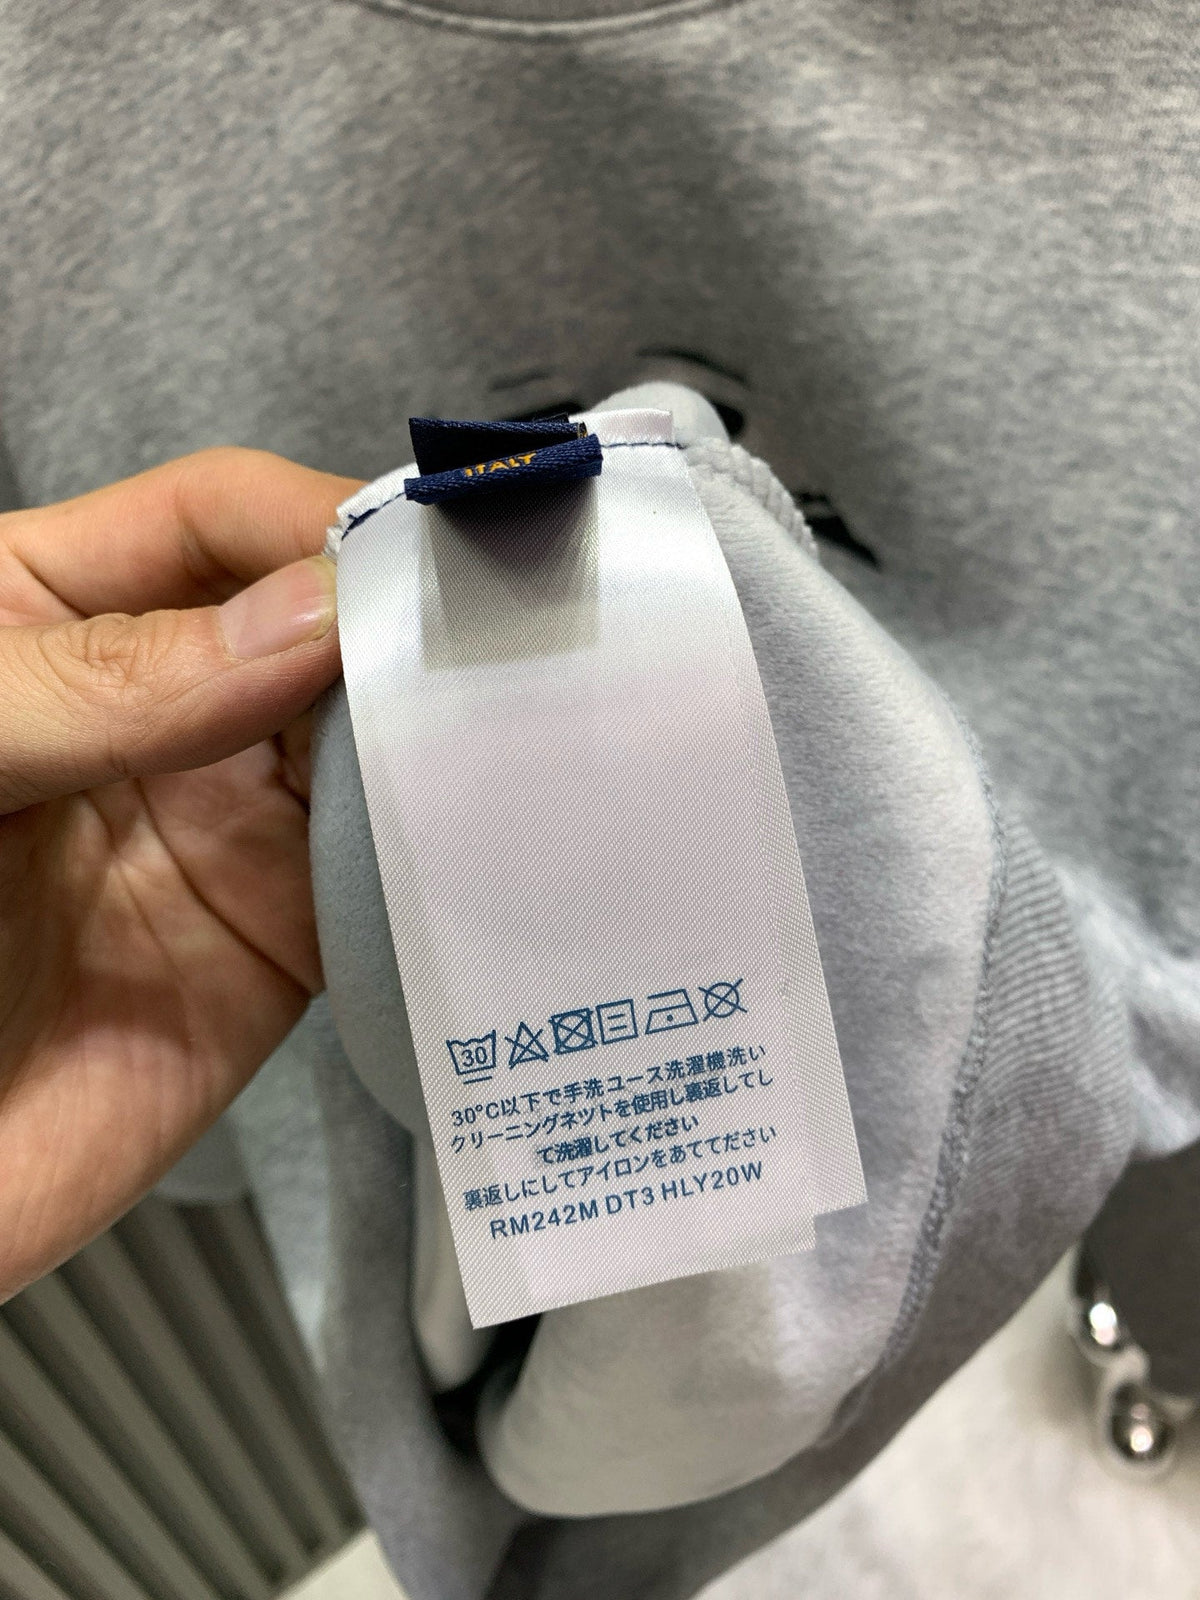 ITALY
30
30°C以下で手洗ユース洗濯機洗い
クリーニングネツトを使用し裏返してし
て洗濯してください
裏返しにしてアイロンをあててださい
RM242M DT3 HLY20W